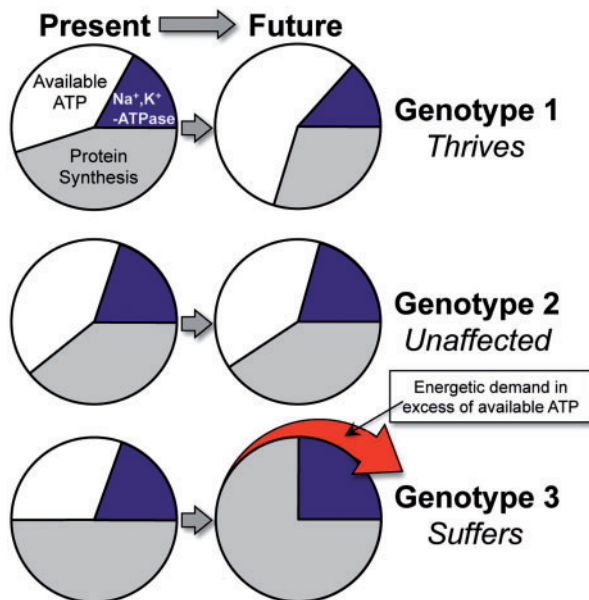 Present Future
Available
ATP
Na⁺,K⁺
-ATPase
Protein
Synthesis
Genotype 1
Thrives
Genotype 2
Unaffected
Energetic demand in
excess of available ATP
Genotype 3
Suffers